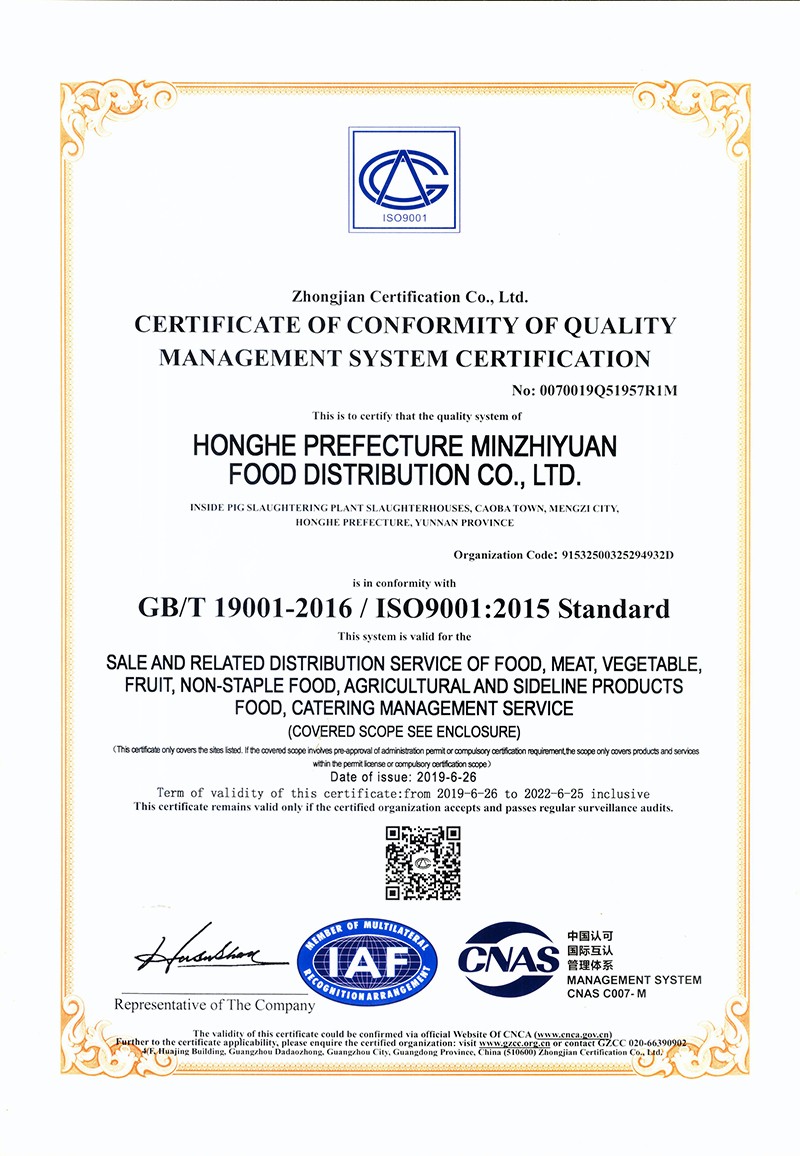 CAG
ISO9001
Zhongjian Certification Co., Ltd.
CERTIFICATE OF CONFORMITY OF QUALITY
MANAGEMENT SYSTEM CERTIFICATION
No: 0070019Q51957R1M
This is to certify that the quality system of
HONGHE PREFECTURE MINZHIYUAN
FOOD DISTRIBUTION CO., LTD.
INSIDE PIG SLAUGHTERING PLANT SLAUGHTERHOUSES, CAOBA TOWN, MENGZI CITY,
HONGHE PREFECTURE, YUNNAN PROVINCE
Organization Code: 91532500325294932D
is in conformity with
GB/T 19001-2016 / ISO9001:2015 Standard
This system is valid for the
SALE AND RELATED DISTRIBUTION SERVICE OF FOOD, MEAT, VEGETABLE,
FRUIT, NON-STAPLE FOOD, AGRICULTURAL AND SIDELINE PRODUCTS
FOOD, CATERING MANAGEMENT SERVICE
(COVERED SCOPE SEE ENCLOSURE)
(This certificate only covers the sites listed. If the covered scope involves pre-approval of administration permit or compulsory certification requirement,the scope only covers products and services
within the permit license or compulsory certification scope)
Date of issue: 2019-6-26
Term of validity of this certificate:from 2019-6-26 to 2022-6-25 inclusive
This certificate remains valid only if the certified organization accepts and passes regular surveillance audits.
MEMBER OF MULTILATERAL
IAF
RECOGNITION ARRANGEMENT
CNAS
中国认可
国际互认
管理体系
MANAGEMENT SYSTEM
CNAS C007-M
Representative of The Company
The validity of this certificate could be confirmed via official Website Of CNCA (www.cnca.gov.cn)
Further to the certificate applicability, please enquire the certified organization: visit www.gzcc.org.cn or contact GZCC 020-66390902
4/F, Huajing Building, Guangzhou Dadaozhong, Guangzhou City, Guangdong Province, China (510600) Zhongjian Certification Co., Ltd.